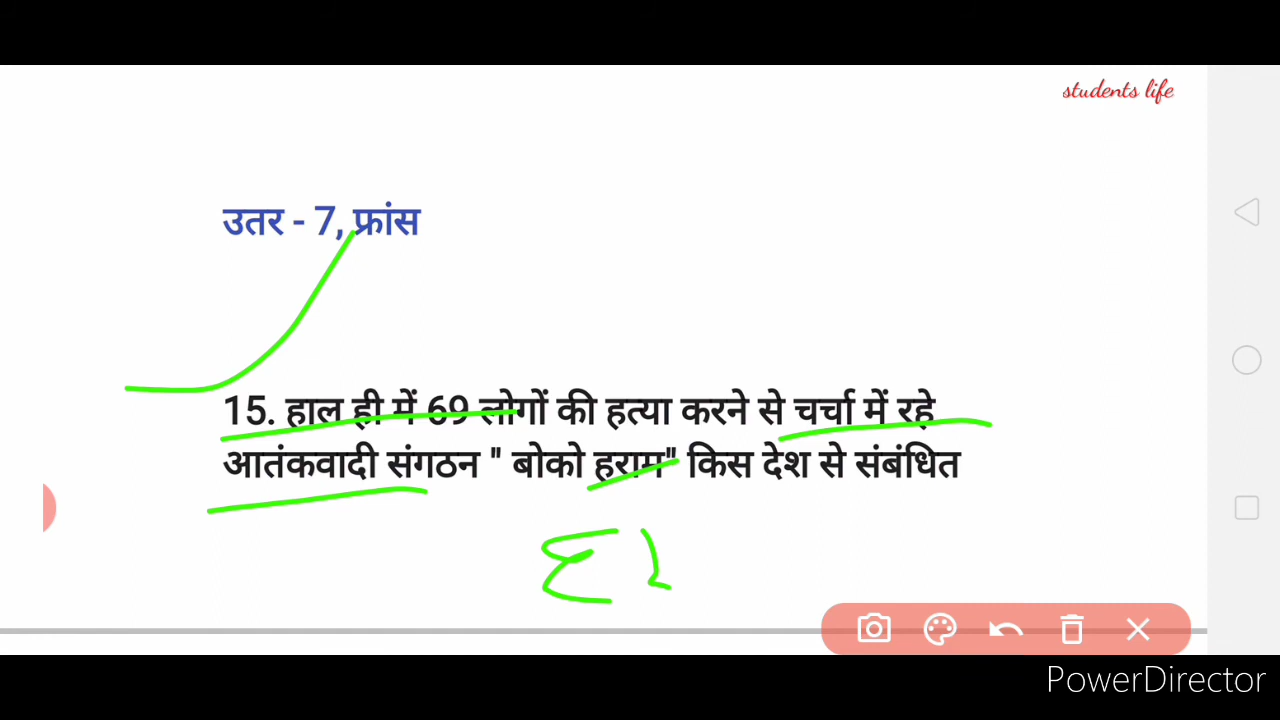 students life
उतर - 7, फ्रांस
15. हाल ही में 69 लोगों की हत्या करने से चर्चा में रहे
आतंकवादी संगठन " बोको हराम" किस देश से संबंधित
PowerDirector